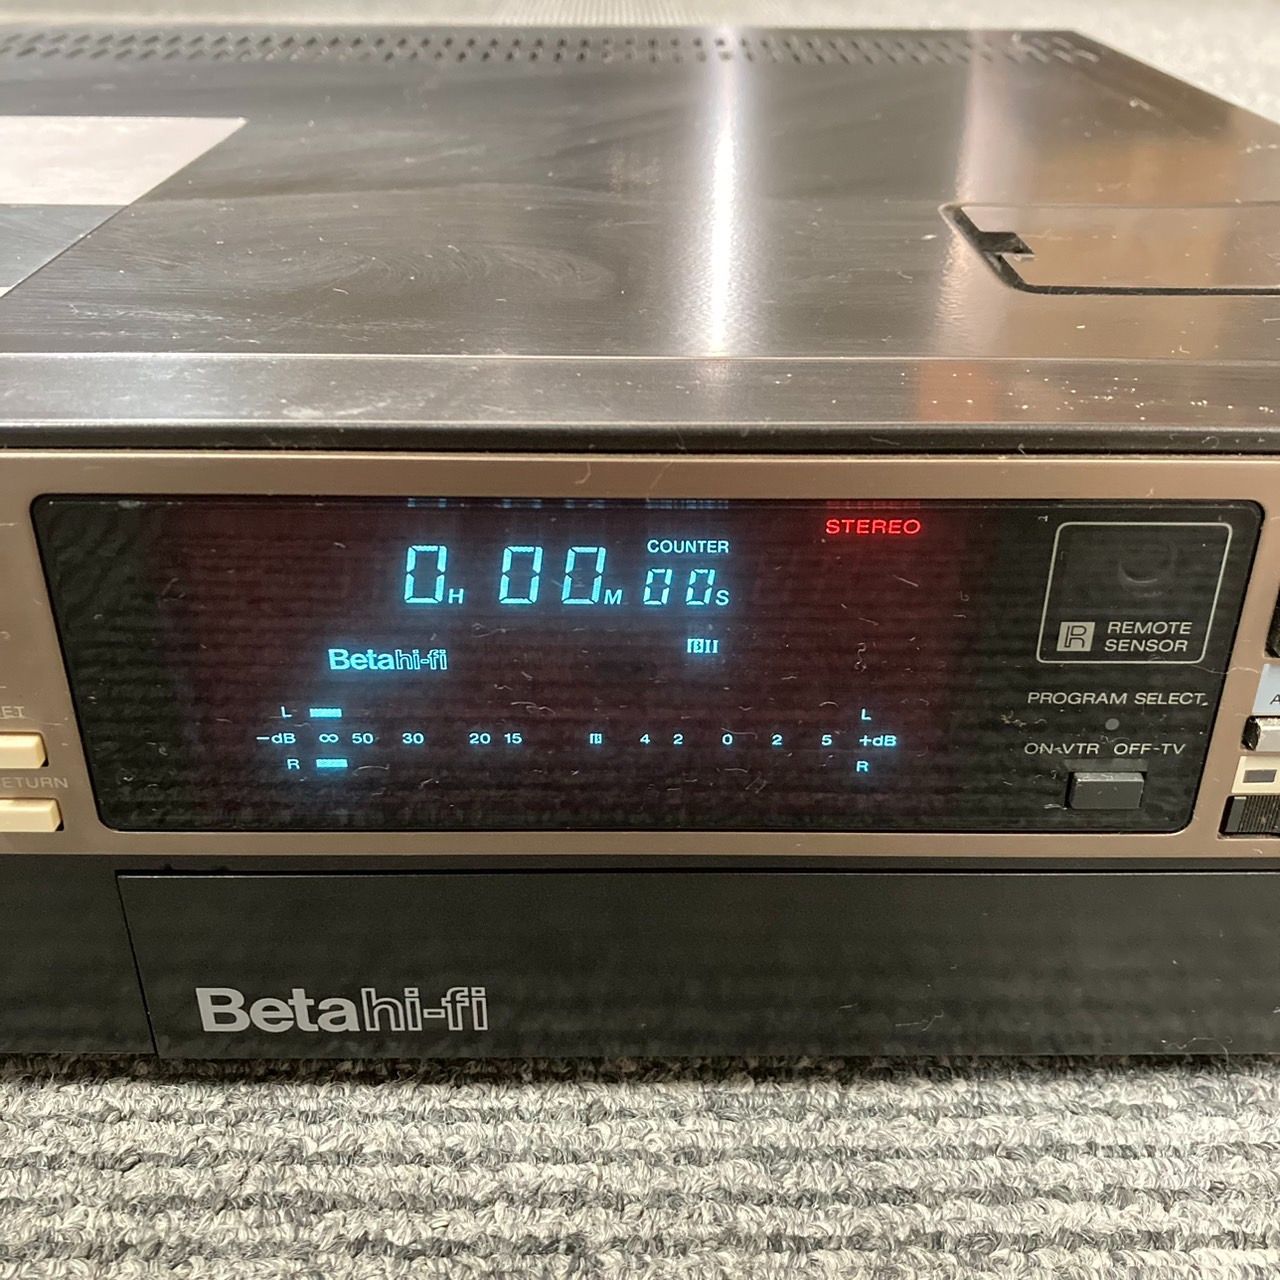 STEREO
COUNTER
0H 00M 00S
Betahi-fi
βII
REMOTE
SENSOR
PROGRAM SELECT
ON-VTR OFF-TV
L L
−dB ∞ 50 30 20 15 4 2 0 2 5 +dB
R R
Betahi-fi